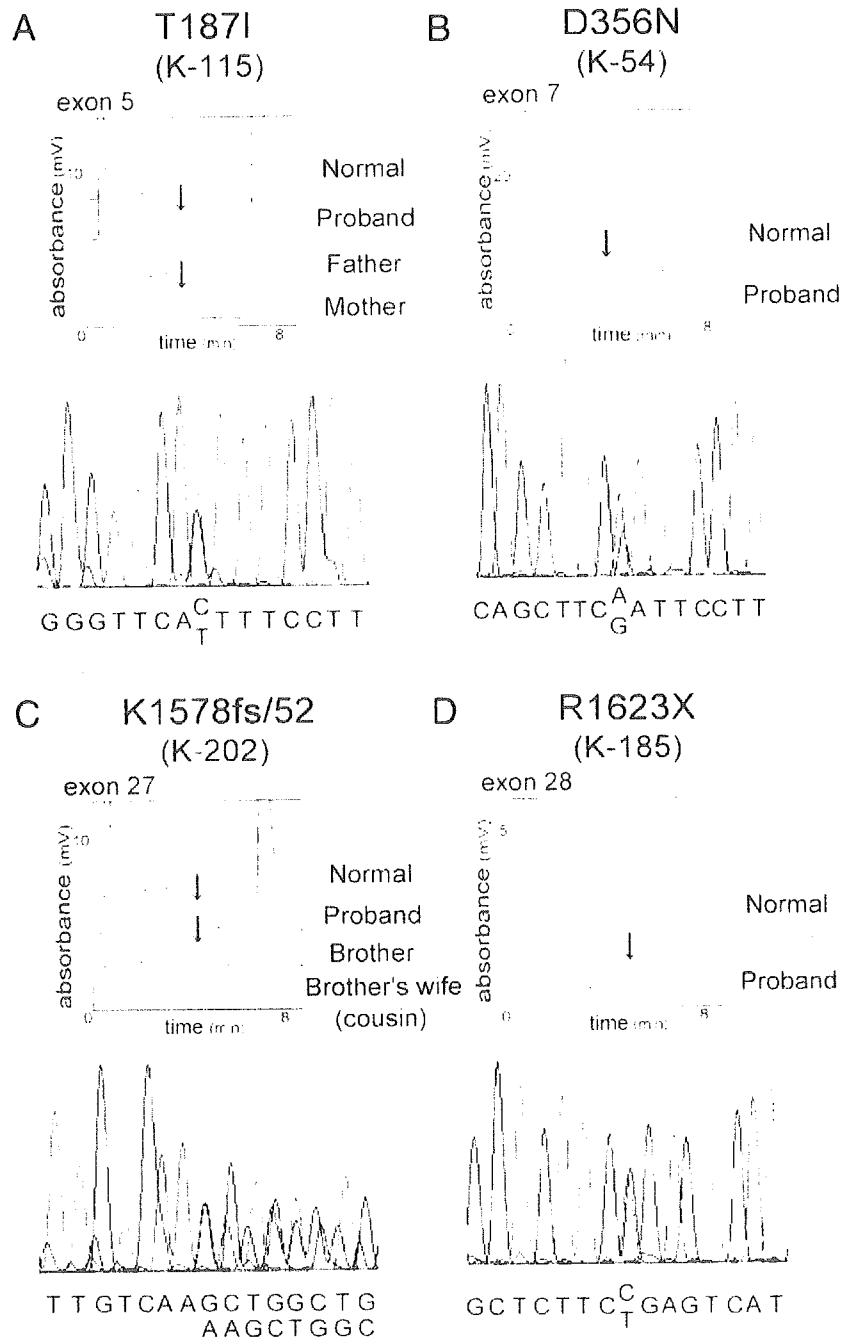 A
T187I
(K-115)
exon 5
absorbance (mV)
10
Normal
Proband
Father
Mother
0
8
time (min)
GGGTTCA C TTTCCTT
T
B
D356N
(K-54)
exon 7
absorbance (mV)
Normal
Proband
0
8
time (min)
CAGCTTC A ATTCCTT
G
C
K1578fs/52
(K-202)
exon 27
absorbance (mV)
10
Normal
Proband
Brother
Brother's wife
(cousin)
0
8
time (min)
TTGTCAAGCTGGCTG
AAGCTGGC
D
R1623X
(K-185)
exon 28
absorbance (mV)
5
Normal
Proband
0
8
time (min)
GCTCTTC C GAGTCAT
T